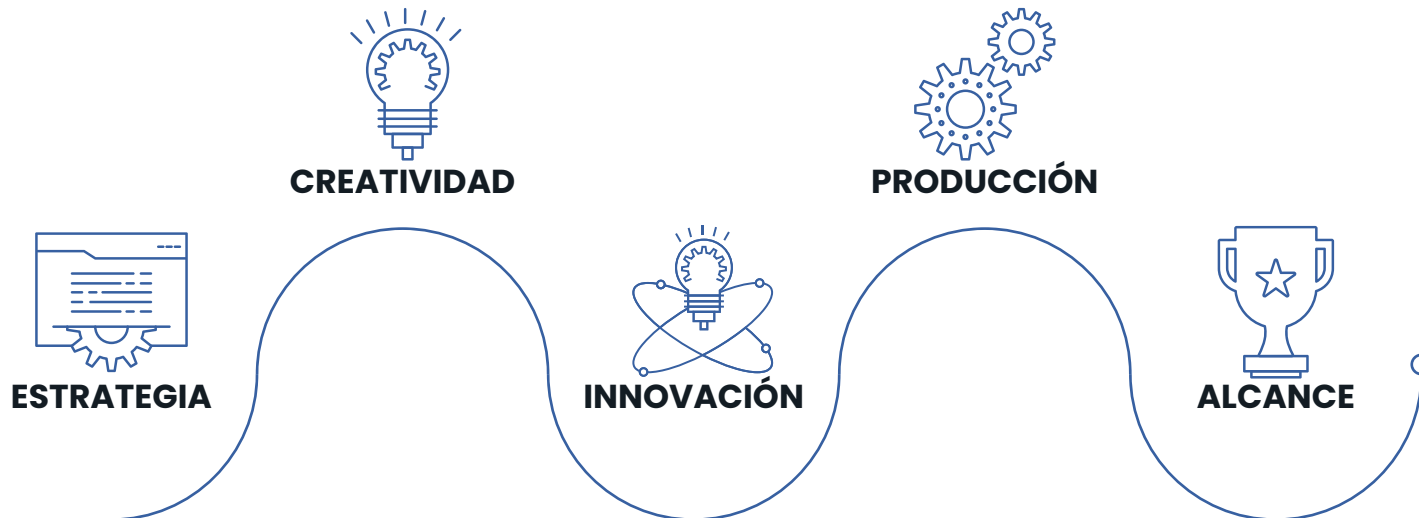 ESTRATEGIA
CREATIVIDAD
INNOVACIÓN
PRODUCCIÓN
ALCANCE